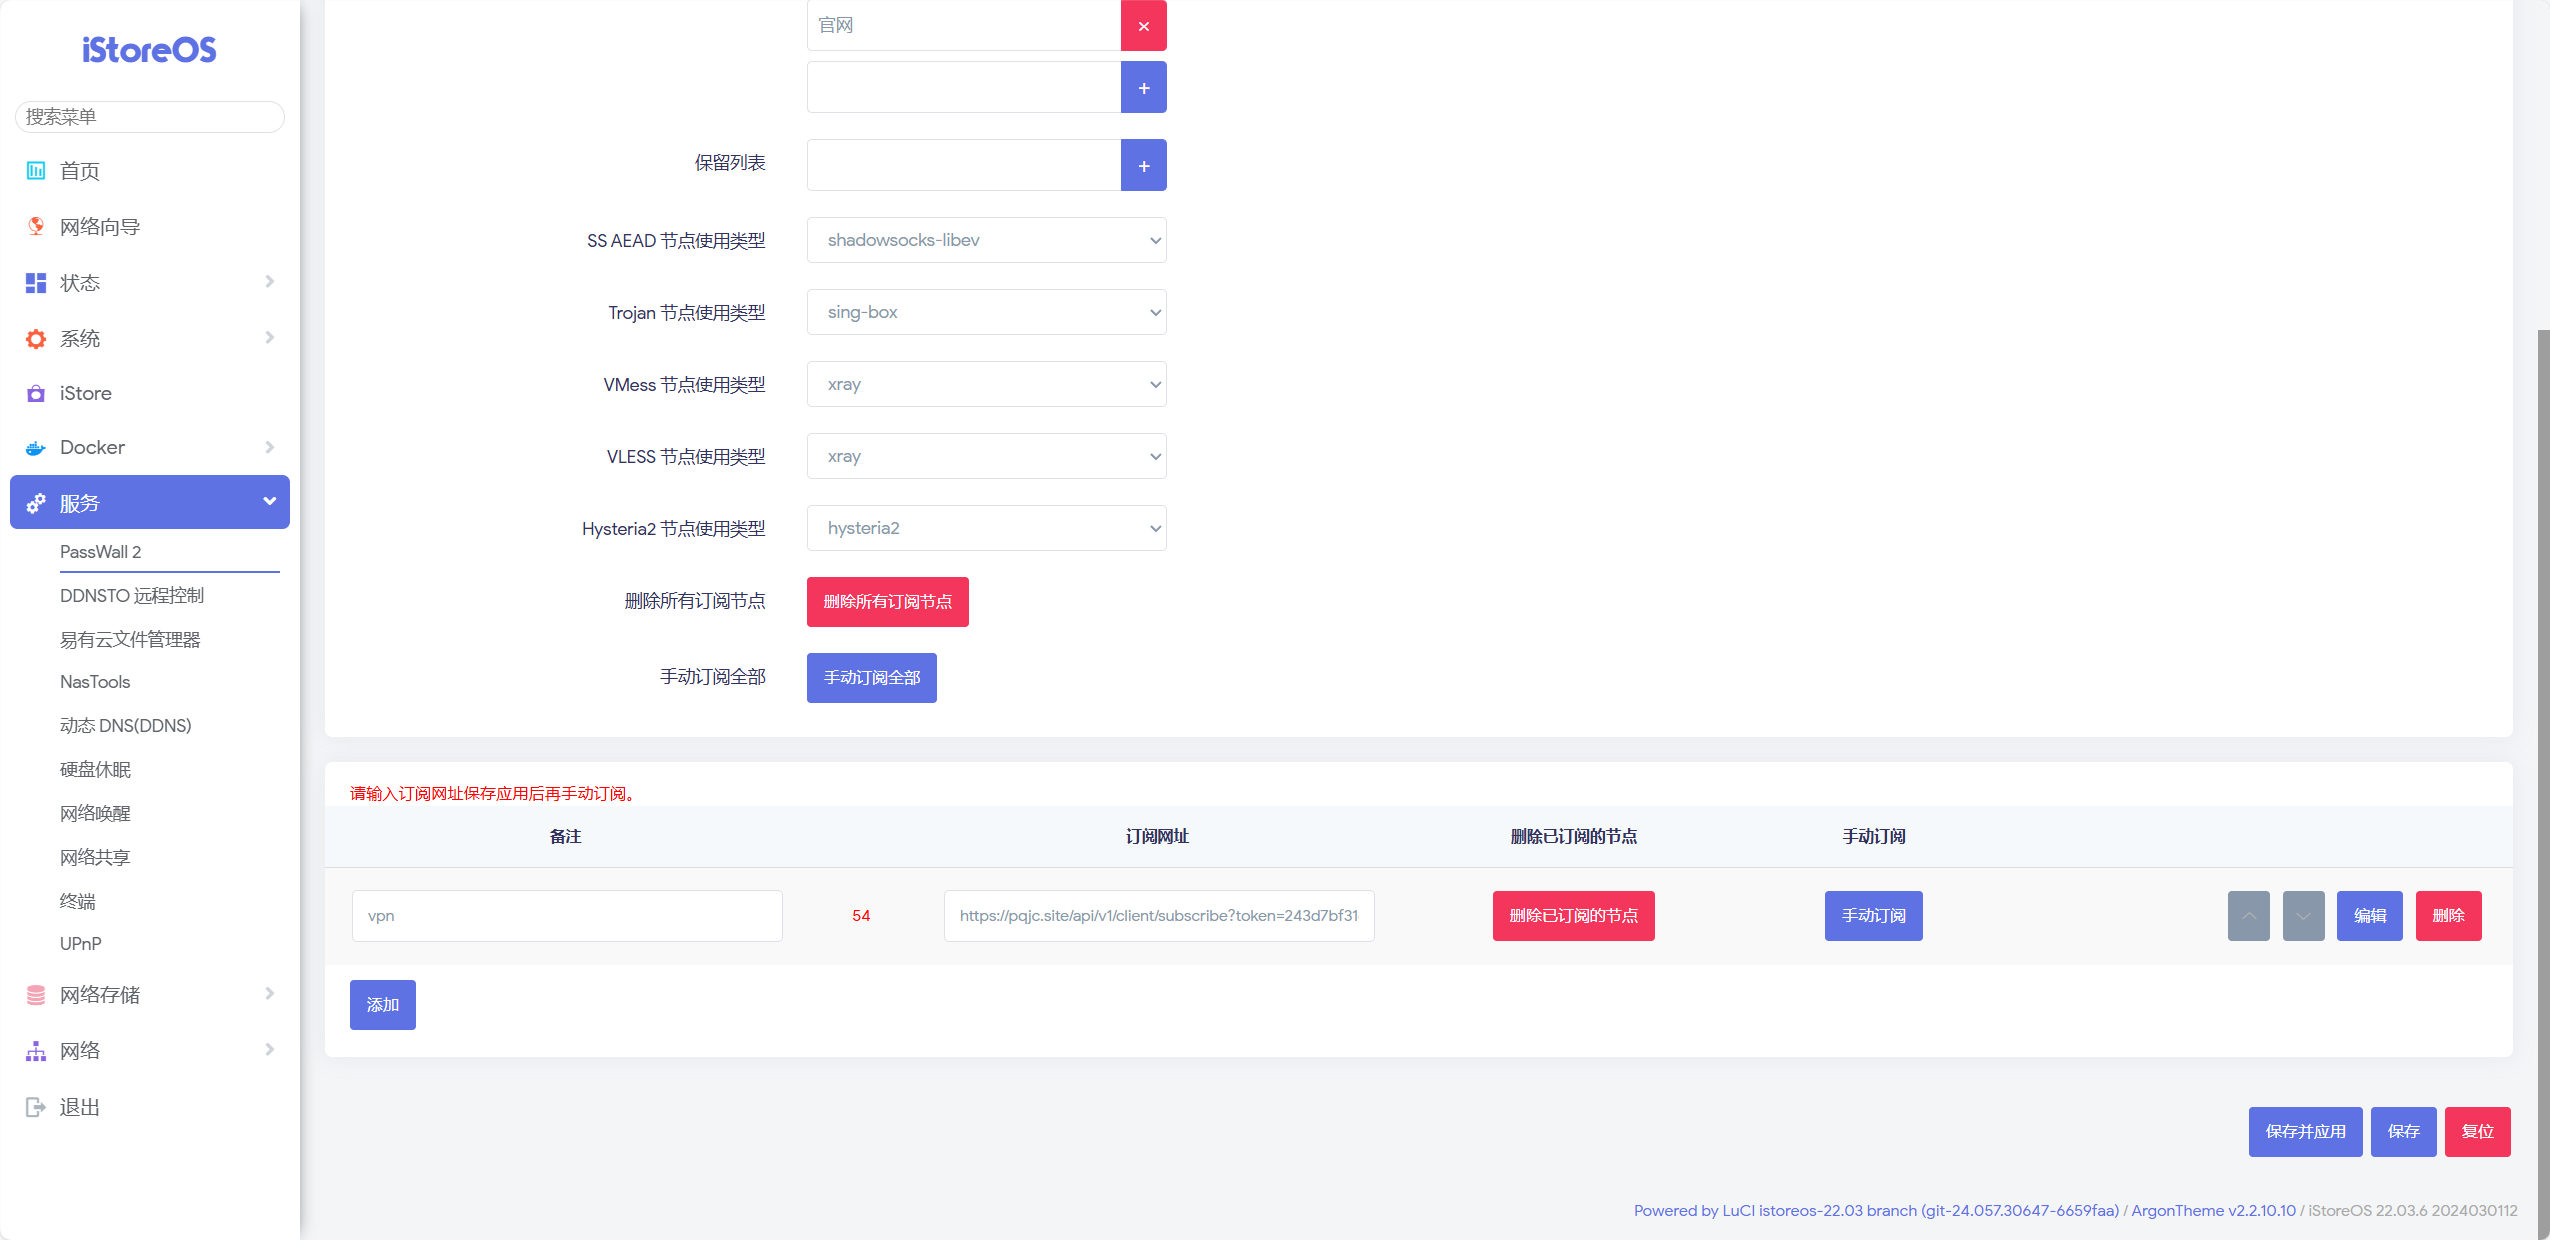 iStoreOS
搜索菜单
首页
网络向导
状态
系统
iStore
Docker
服务
PassWall 2
DDNSTO 远程控制
易有云文件管理器
NasTools
动态 DNS(DDNS)
硬盘休眠
网络唤醒
网络共享
终端
UPnP
网络存储
网络
退出
官网
×
+
保留列表
+
SS AEAD 节点使用类型 shadowsocks-libev
Trojan 节点使用类型 sing-box
VMess 节点使用类型 xray
VLESS 节点使用类型 xray
Hysteria2 节点使用类型 hysteria2
删除所有订阅节点 删除所有订阅节点
手动订阅全部 手动订阅全部
请输入订阅网址保存应用后再手动订阅。
备注 订阅网址 删除已订阅的节点 手动订阅
vpn 54 https://pqjc.site/api/v1/client/subscribe?token=243d7bf31 删除已订阅的节点 手动订阅 编辑 删除
添加
保存并应用 保存 复位
Powered by LuCI istoreos-22.03 branch (git-24.057.30647-6659faa) / ArgonTheme v2.2.10.10 / iStoreOS 22.03.6 2024030112